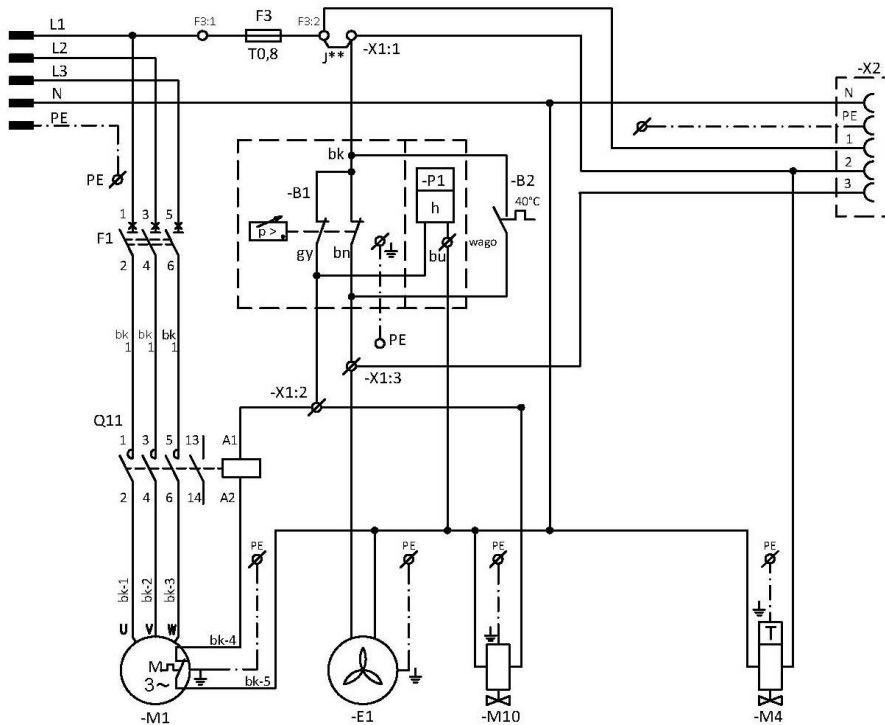 L1
F3:1
F3
F3:2
T0,8
J**
-X1:1
L2
L3
N
PE
-X2
N
PE
1
2
3
PE
bk
-B1
-P1
-B2
40°C
h
p >
wago
gy
bn
bu
1 3 5
F1
2 4 6
PE
bk 1
bk 1
bk 1
-X1:3
-X1:2
Q11
1 3 5 13 A1
2 4 6 14 A2
PE
PE
PE
PE
bk-1
bk-2
bk-3
U V W
bk-4
M
3~
bk-5
T
-M1
-E1
-M10
-M4